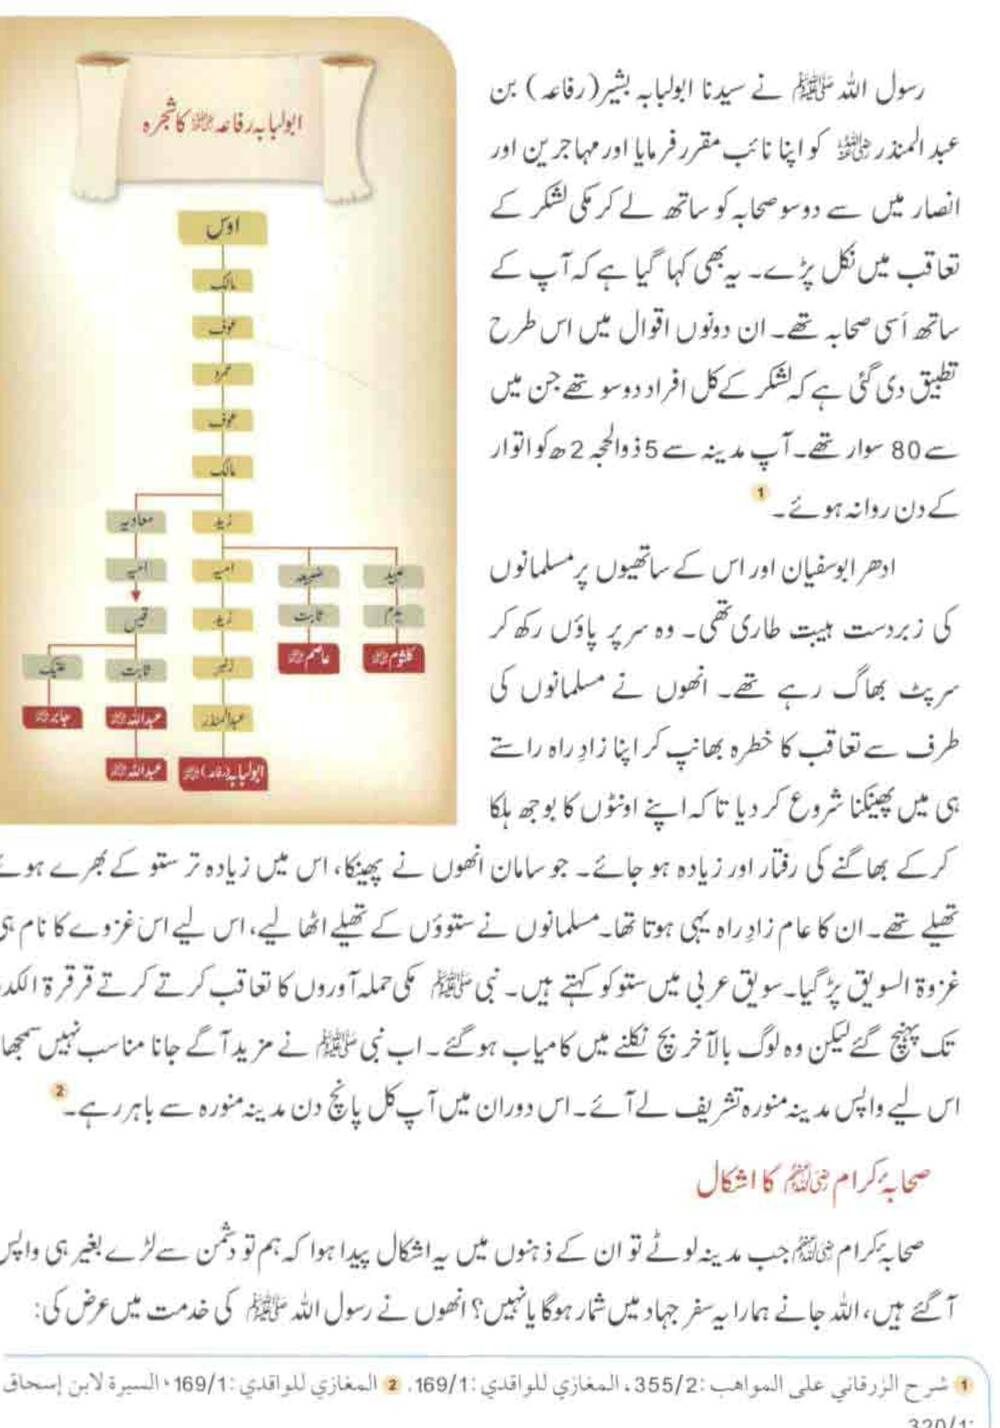 رسول اللہ ﷺ نے سیدنا ابولبابہ بشیر (رفاعہ) بن
عبد المنذر رضی اللہ عنہ کو اپنا نائب مقرر فرمایا اور مہاجرین اور
انصار میں سے دو سو صحابہ کو ساتھ لے کر مکی لشکر کے
تعاقب میں نکل پڑے۔ یہ بھی کہا گیا ہے کہ آپ کے
ساتھ اَسی صحابہ تھے۔ ان دونوں اقوال میں اس طرح
تطبیق دی گئی ہے کہ لشکر کے کل افراد دو سو تھے جن میں
سے 80 سوار تھے۔ آپ مدینہ سے 5 ذوالحجہ 2ھ کو اتوار
کے دن روانہ ہوئے۔ 1
ادھر ابوسفیان اور اس کے ساتھیوں پر مسلمانوں
کی زبردست ہیبت طاری تھی۔ وہ سر پر پاؤں رکھ کر
سرپٹ بھاگ رہے تھے۔ انھوں نے مسلمانوں کی
طرف سے تعاقب کا خطرہ بھانپ کر اپنا زادِ راہ راستے
ہی میں پھینکنا شروع کر دیا تاکہ اپنے اونٹوں کا بوجھ ہلکا
کر کے بھاگنے کی رفتار اور زیادہ ہو جائے۔ جو سامان انھوں نے پھینکا، اس میں زیادہ تر ستو کے بھرے ہوئے
تھیلے تھے۔ ان کا عام زادِ راہ یہی ہوتا تھا۔ مسلمانوں نے ستوؤں کے تھیلے اٹھا لیے، اس لیے اس غزوے کا نام ہی
غزوۃ السویق پڑ گیا۔ سویق عربی میں ستو کو کہتے ہیں۔ نبی ﷺ مکی حملہ آوروں کا تعاقب کرتے کرتے قرقرۃ الکد
تک پہنچ گئے لیکن وہ لوگ بالآخر بچ نکلنے میں کامیاب ہو گئے۔ اب نبی ﷺ نے مزید آگے جانا مناسب نہیں سمجھا
اس لیے واپس مدینہ منورہ تشریف لے آئے۔ اس دوران میں آپ کل پانچ دن مدینہ منورہ سے باہر رہے۔ 2
ابولبابہ رفاعہ رضی اللہ عنہ کا شجرہ
اوس
مالک
عوف
عمرو
عوف
مالک
معاویہ زید
عبید ضبیعہ امیہ امیہ
ہدم ثابت زید قیس
کلثوم رضی اللہ عنہ عاصم رضی اللہ عنہ زنبر ثابت عتیک
عبدالمنذر عبداللہ رضی اللہ عنہ جابر رضی اللہ عنہ
ابولبابہ (رفاعہ) رضی اللہ عنہ عبداللہ رضی اللہ عنہ
صحابۂ کرام رضی اللہ عنہم کا اشکال
صحابۂ کرام رضی اللہ عنہم جب مدینہ لوٹے تو ان کے ذہنوں میں یہ اشکال پیدا ہوا کہ ہم تو دشمن سے لڑے بغیر ہی واپس
آ گئے ہیں، اللہ جانے ہمارا یہ سفر جہاد میں شمار ہوگا یا نہیں؟ انھوں نے رسول اللہ ﷺ کی خدمت میں عرض کی:
1 شرح الزرقاني على المواهب: 355/2، المغازي للواقدي: 169/1. 2 المغازي للواقدي: 169/1، السيرة لابن إسحاق
:320/1